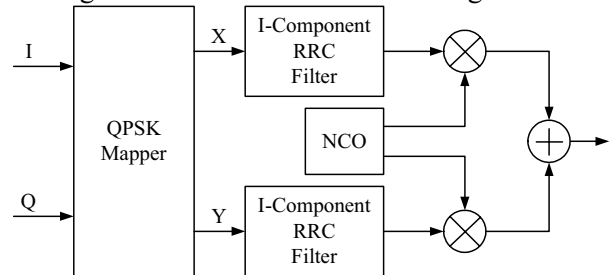 I
Q
QPSK
Mapper
X
Y
I-Component
RRC
Filter
NCO
I-Component
RRC
Filter